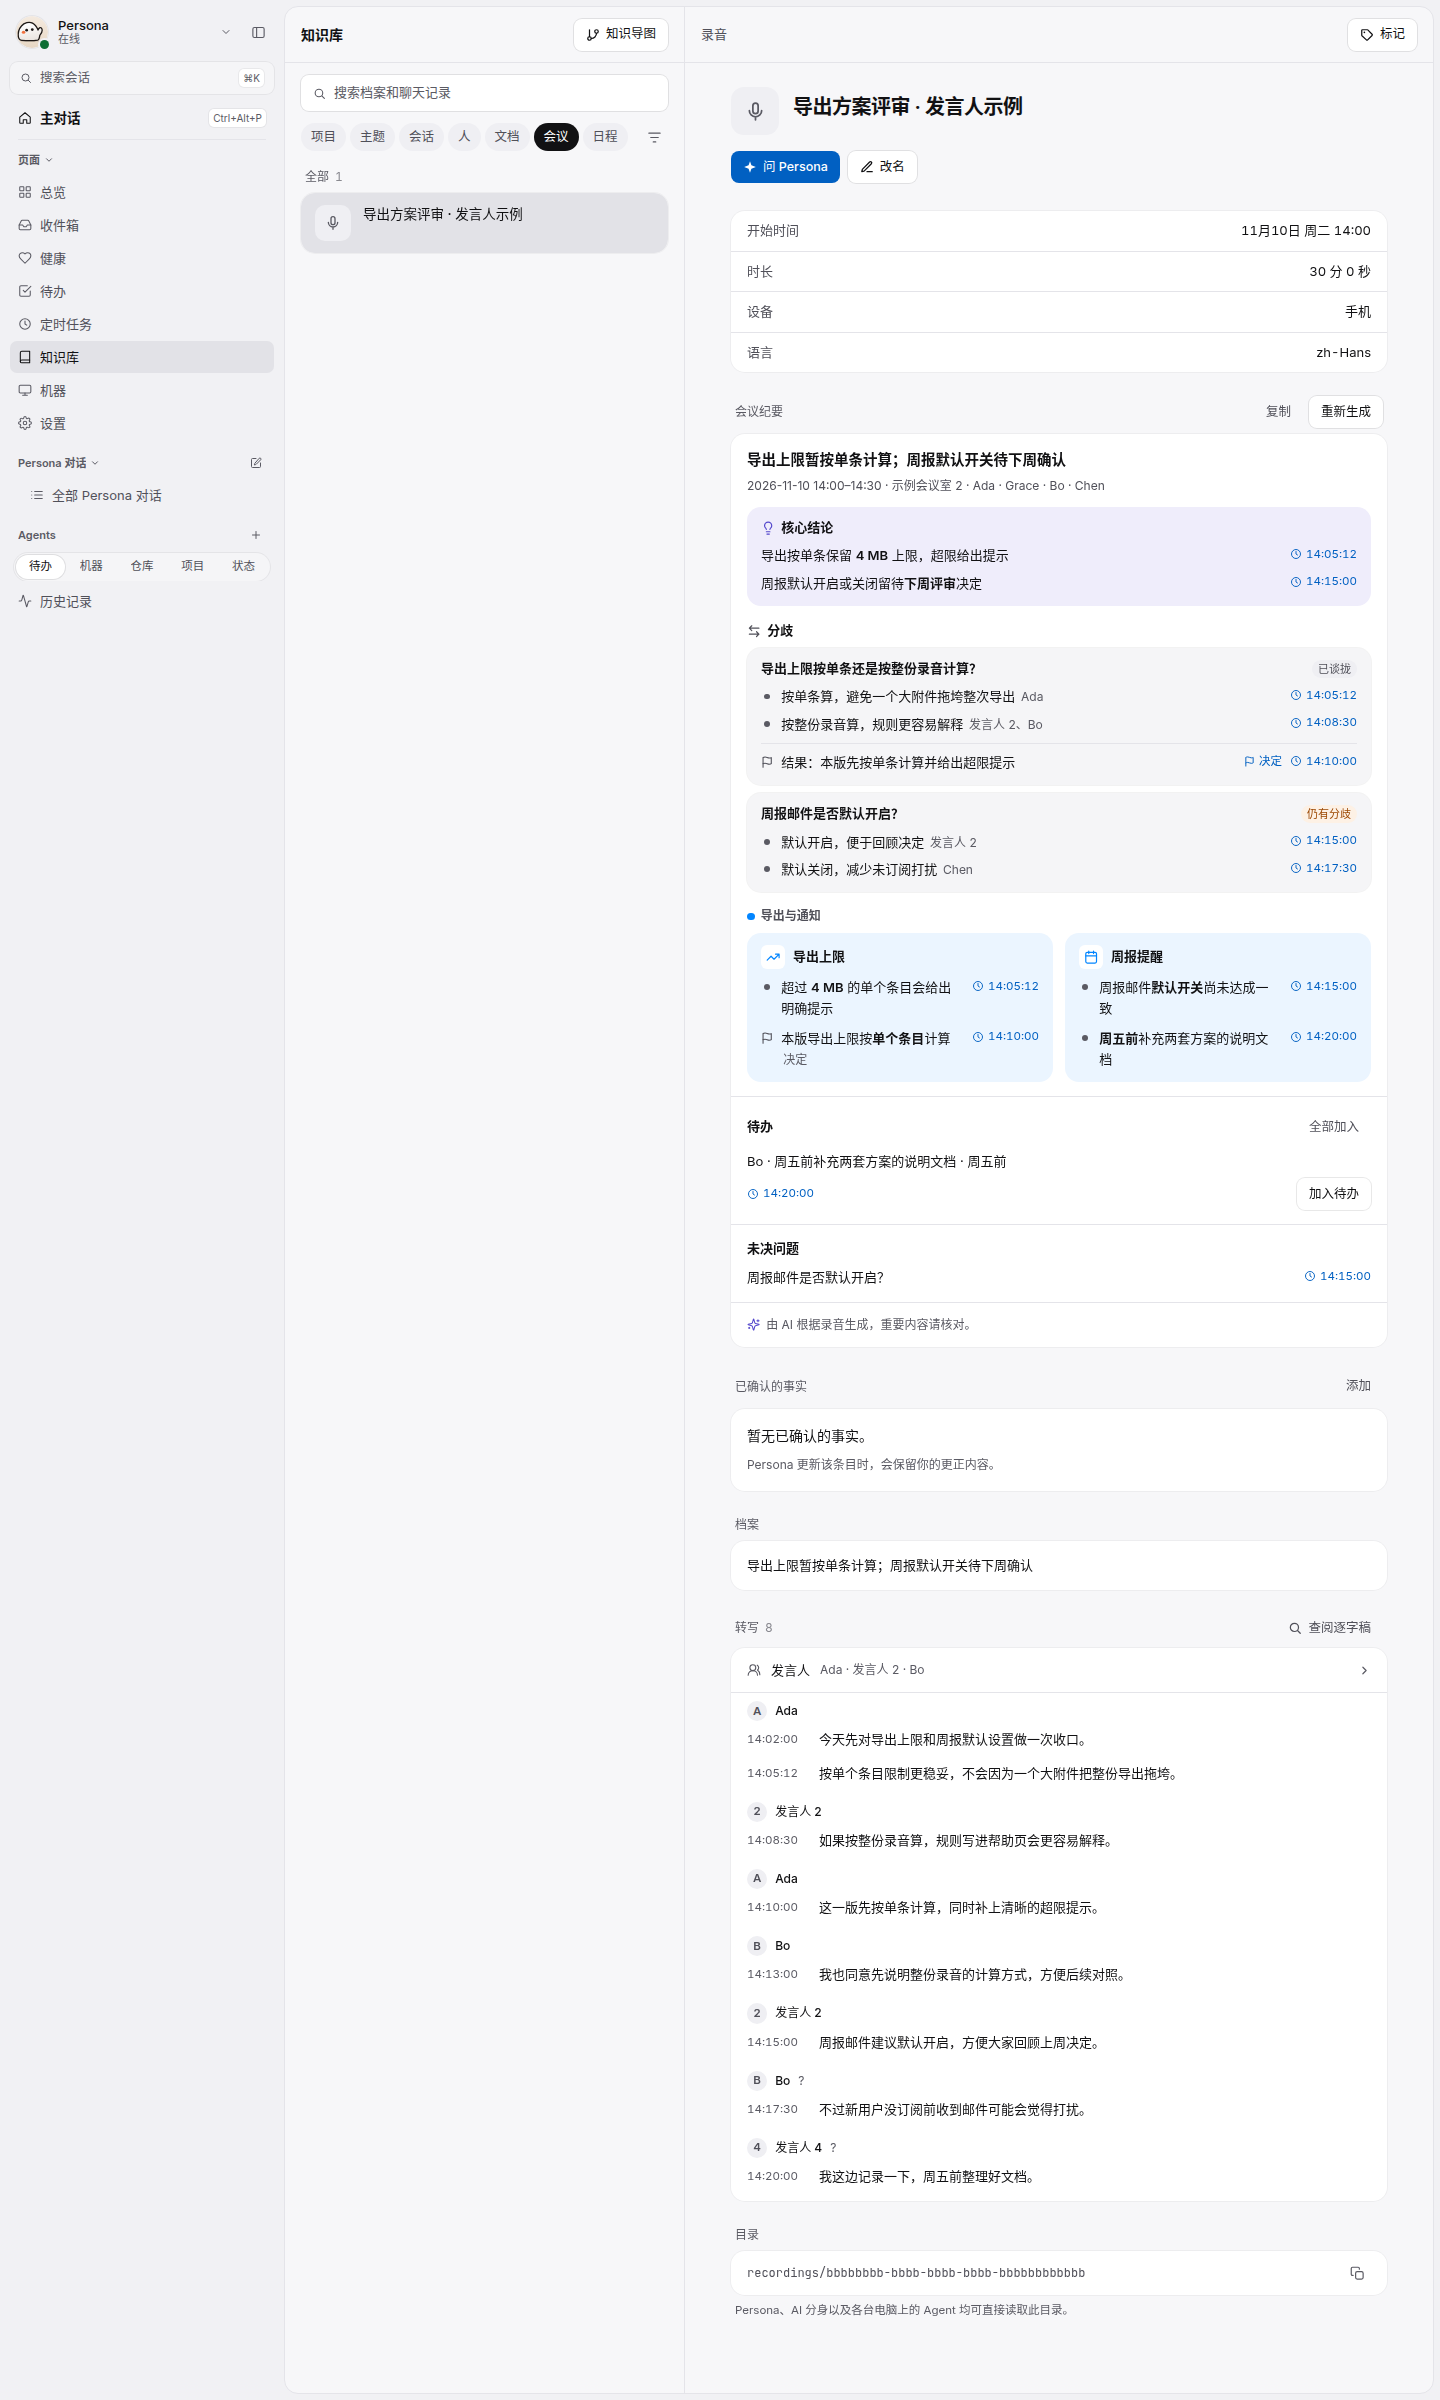 Persona
在线
搜索会话
⌘K
主对话
Ctrl+Alt+P
页面
总览
收件箱
健康
待办
定时任务
知识库
机器
设置
Persona 对话
全部 Persona 对话
Agents
待办 机器 仓库 项目 状态
历史记录
知识库
知识导图
搜索档案和聊天记录
项目 主题 会话 人 文档 会议 日程
全部 1
导出方案评审 · 发言人示例
录音
标记
导出方案评审 · 发言人示例
问 Persona
改名
开始时间 11月10日 周二 14:00
时长 30 分 0 秒
设备 手机
语言 zh-Hans
会议纪要 复制 重新生成
导出上限暂按单条计算；周报默认开关待下周确认
2026-11-10 14:00–14:30 · 示例会议室 2 · Ada · Grace · Bo · Chen
核心结论
导出按单条保留 4 MB 上限，超限给出提示 14:05:12
周报默认开启或关闭留待下周评审决定 14:15:00
分歧
导出上限按单条还是按整份录音计算？ 已谈拢
按单条算，避免一个大附件拖垮整次导出 Ada 14:05:12
按整份录音算，规则更容易解释 发言人 2、Bo 14:08:30
结果：本版先按单条计算并给出超限提示 决定 14:10:00
周报邮件是否默认开启？ 仍有分歧
默认开启，便于回顾决定 发言人 2 14:15:00
默认关闭，减少未订阅打扰 Chen 14:17:30
导出与通知
导出上限
超过 4 MB 的单个条目会给出 14:05:12
明确提示
本版导出上限按单个条目计算 14:10:00
决定
周报提醒
周报邮件默认开关尚未达成一 14:15:00
致
周五前补充两套方案的说明文 14:20:00
档
待办 全部加入
Bo · 周五前补充两套方案的说明文档 · 周五前
14:20:00 加入待办
未决问题
周报邮件是否默认开启？ 14:15:00
由 AI 根据录音生成，重要内容请核对。
已确认的事实 添加
暂无已确认的事实。
Persona 更新该条目时，会保留你的更正内容。
档案
导出上限暂按单条计算；周报默认开关待下周确认
转写 8 查阅逐字稿
发言人 Ada · 发言人 2 · Bo
A Ada
14:02:00 今天先对导出上限和周报默认设置做一次收口。
14:05:12 按单个条目限制更稳妥，不会因为一个大附件把整份导出拖垮。
2 发言人 2
14:08:30 如果按整份录音算，规则写进帮助页会更容易解释。
A Ada
14:10:00 这一版先按单条计算，同时补上清晰的超限提示。
B Bo
14:13:00 我也同意先说明整份录音的计算方式，方便后续对照。
2 发言人 2
14:15:00 周报邮件建议默认开启，方便大家回顾上周决定。
B Bo ?
14:17:30 不过新用户没订阅前收到邮件可能会觉得打扰。
4 发言人 4 ?
14:20:00 我这边记录一下，周五前整理好文档。
目录
recordings/bbbbbbbb-bbbb-bbbb-bbbb-bbbbbbbbbbbb
Persona、AI 分身以及各台电脑上的 Agent 均可直接读取此目录。